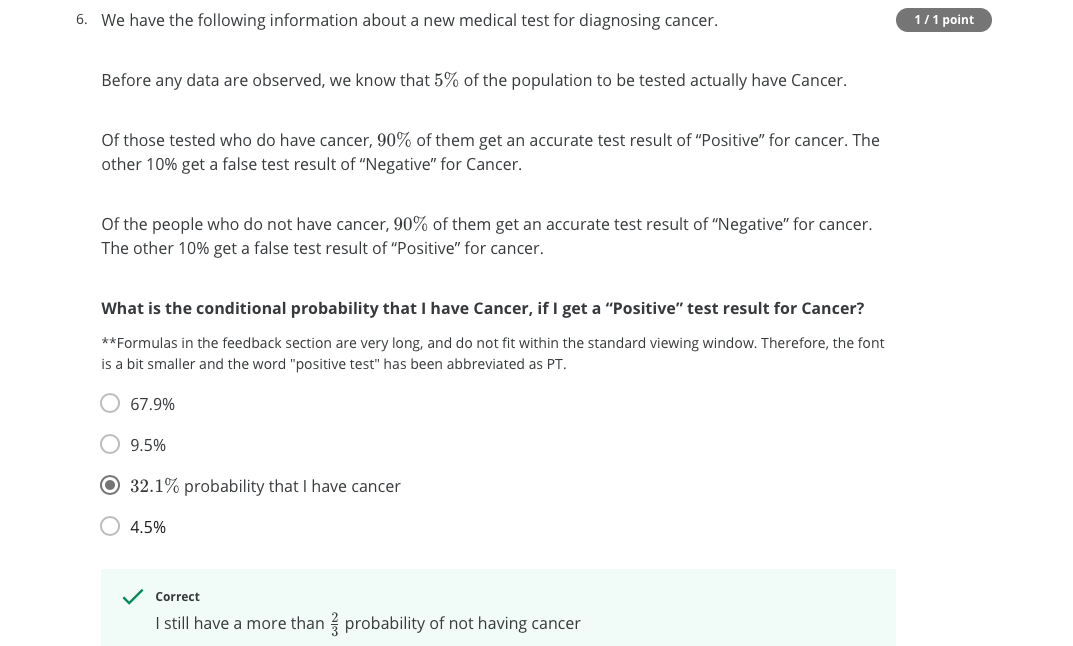 6. We have the following information about a new medical test for diagnosing cancer.
1 / 1 point
Before any data are observed, we know that 5% of the population to be tested actually have Cancer.
Of those tested who do have cancer, 90% of them get an accurate test result of “Positive” for cancer. The
other 10% get a false test result of “Negative” for Cancer.
Of the people who do not have cancer, 90% of them get an accurate test result of “Negative” for cancer.
The other 10% get a false test result of “Positive” for cancer.
What is the conditional probability that I have Cancer, if I get a “Positive” test result for Cancer?
**Formulas in the feedback section are very long, and do not fit within the standard viewing window. Therefore, the font
is a bit smaller and the word "positive test" has been abbreviated as PT.
67.9%
9.5%
32.1% probability that I have cancer
4.5%
Correct
I still have a more than 2/3 probability of not having cancer